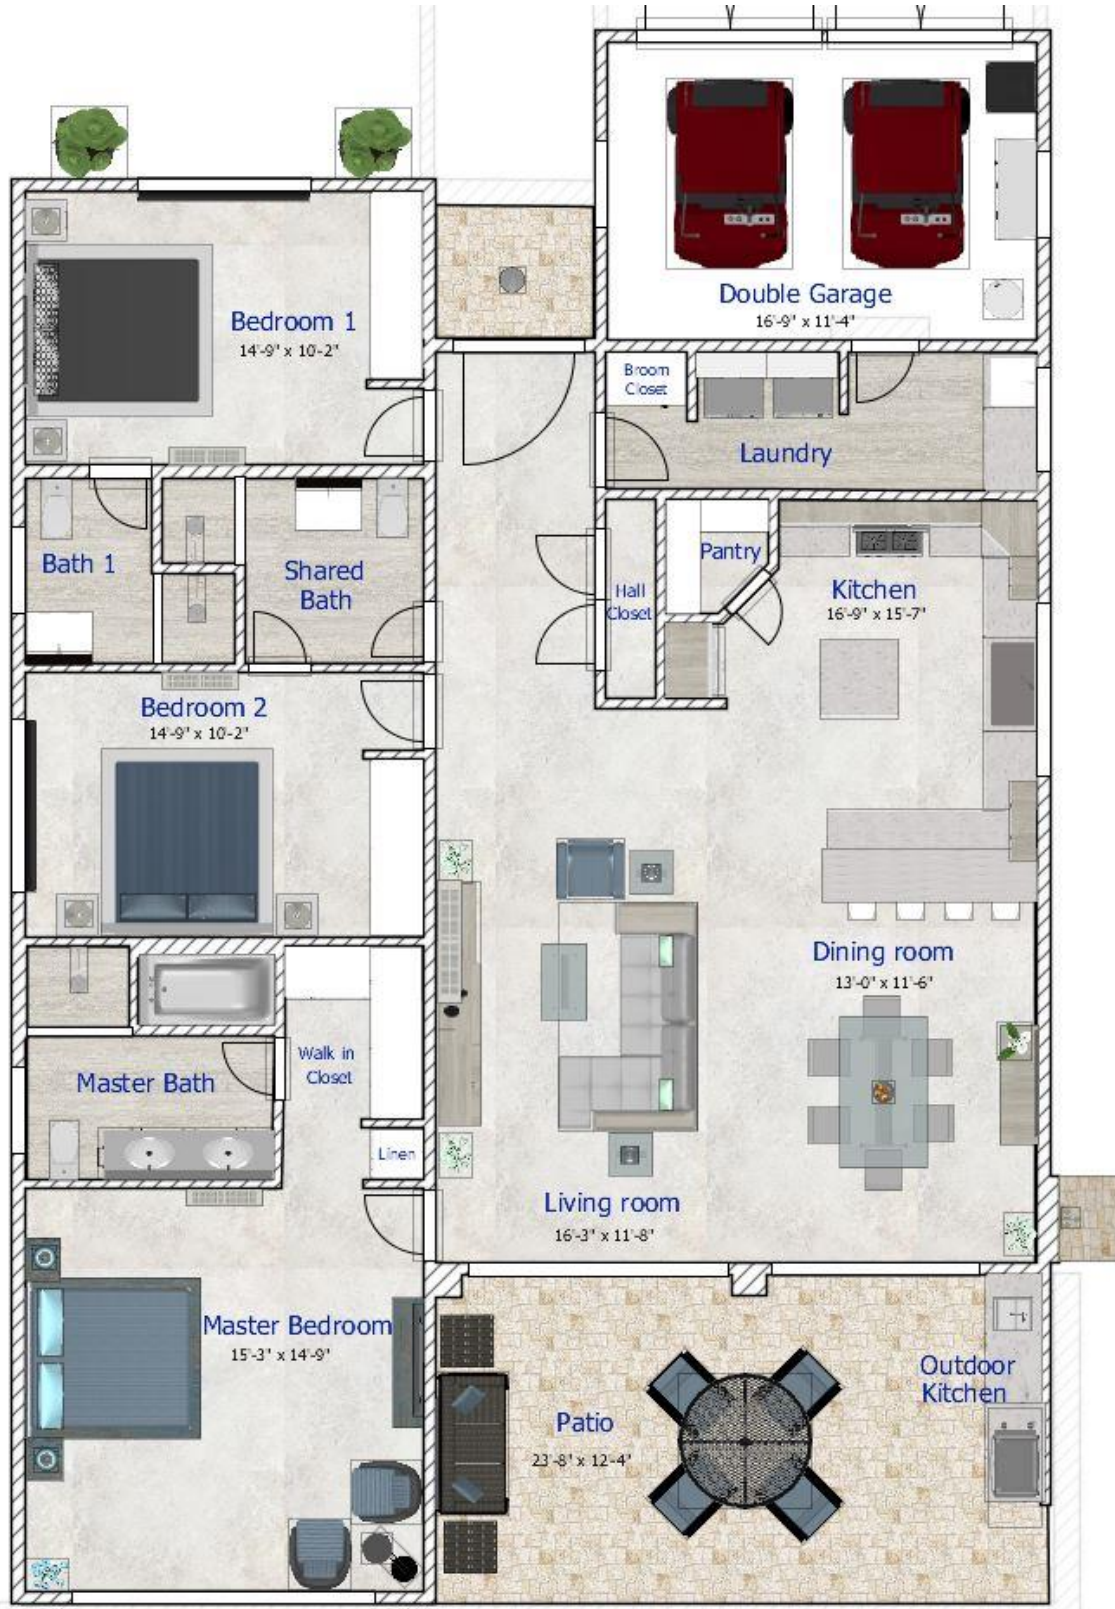 Double Garage
16'-9" x 11'-4"
Bedroom 1
14'-9" x 10'-2"
Broom
Closet
Laundry
Bath 1
Shared
Bath
Pantry
Hall
Closet
Kitchen
16'-9" x 15'-7"
Bedroom 2
14'-9" x 10'-2"
Dining room
13'-0" x 11'-6"
Walk in
Closet
Master Bath
Linen
Living room
16'-3" x 11'-8"
Master Bedroom
15'-3" x 14'-9"
Outdoor
Kitchen
Patio
23'-8" x 12'-4"